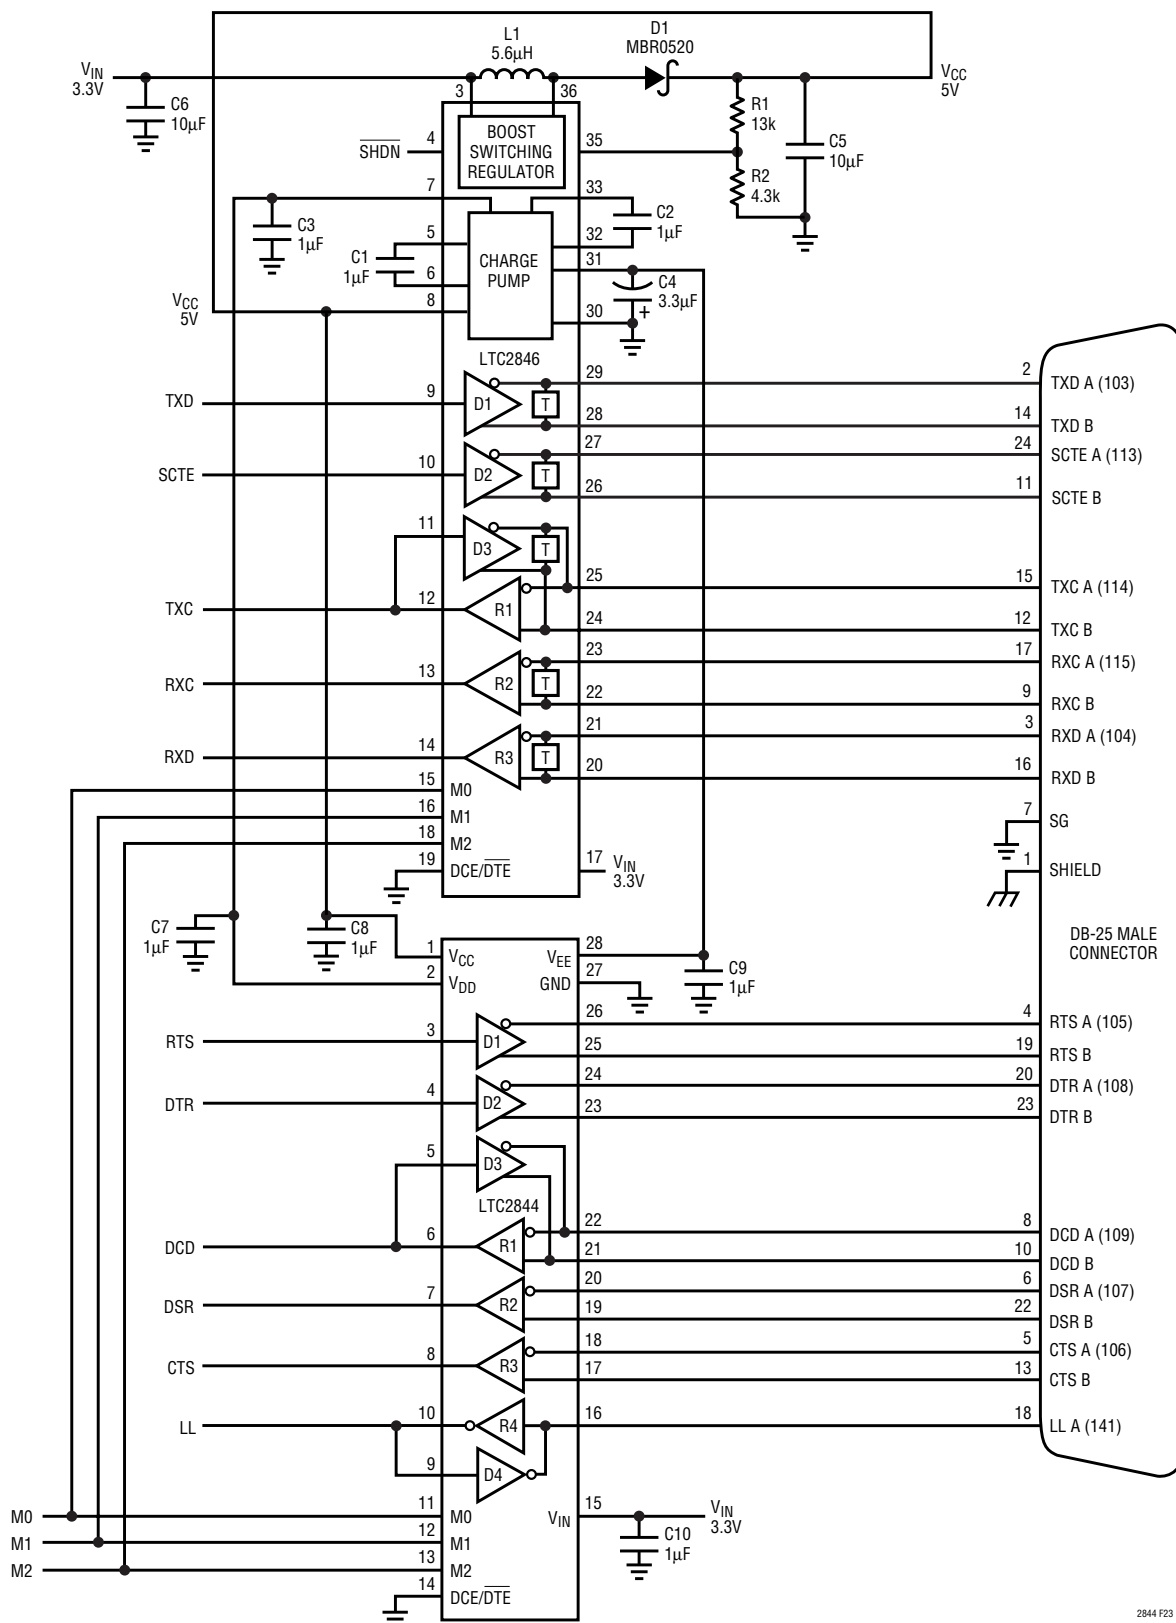 L1
5.6µH
D1
MBR0520
VIN
3.3V
3
36
VCC
5V
C6
10µF
R1
13k
BOOST
SWITCHING
REGULATOR
4
SHDN
35
C5
10µF
R2
4.3k
7
33
C3
1µF
C2
1µF
5
32
C1
1µF
CHARGE
PUMP
31
6
C4
3.3µF
VCC
5V
8
30
+
LTC2846
TXD
9
D1
T
29
2
TXD A (103)
28
14
TXD B
27
24
SCTE A (113)
SCTE
10
D2
T
26
11
SCTE B
11
D3
T
25
15
TXC A (114)
TXC
12
R1
24
12
TXC B
23
17
RXC A (115)
RXC
13
R2
T
22
9
RXC B
21
3
RXD A (104)
RXD
14
R3
T
20
16
RXD B
15
M0
16
M1
7
SG
18
M2
19
DCE/DTE
17
VIN
3.3V
1
SHIELD
C7
1µF
C8
1µF
DB-25 MALE
CONNECTOR
1
VCC
VEE
28
2
VDD
GND
27
C9
1µF
26
4
RTS A (105)
RTS
3
D1
25
19
RTS B
24
20
DTR A (108)
DTR
4
D2
23
23
DTR B
5
D3
LTC2844
22
8
DCD A (109)
DCD
6
R1
21
10
DCD B
20
6
DSR A (107)
DSR
7
R2
19
22
DSR B
18
5
CTS A (106)
CTS
8
R3
17
13
CTS B
LL
10
R4
16
18
LL A (141)
9
D4
M0
11
M0
VIN
15
VIN
3.3V
M1
12
M1
C10
1µF
M2
13
M2
14
DCE/DTE
2844 F23